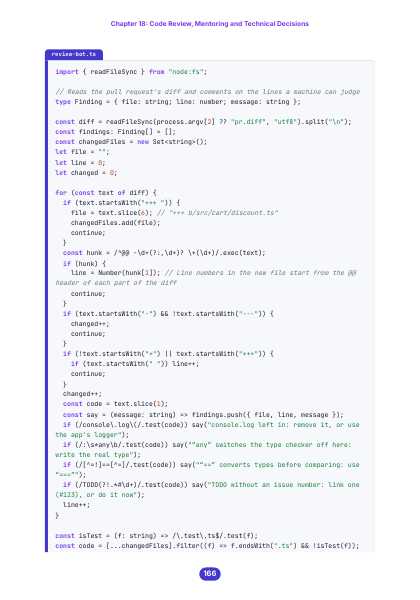 Chapter 18: Code Review, Mentoring and Technical Decisions
review-bot.ts
import { readFileSync } from "node:fs";
// Reads the pull request's diff and comments on the lines a machine can judge
type Finding = { file: string; line: number; message: string };
const diff = readFileSync(process.argv[2] ?? "pr.diff", "utf8").split("\n");
const findings: Finding[] = [];
const changedFiles = new Set<string>();
let file = "";
let line = 0;
let changed = 0;
for (const text of diff) {
if (text.startsWith("+++ ")) {
file = text.slice(6); // "+++ b/src/cart/discount.ts"
changedFiles.add(file);
continue;
}
const hunk = /^@@ -\d+(?:,\d+)? \+(\d+)/.exec(text);
if (hunk) {
line = Number(hunk[1]); // Line numbers in the new file start from the @@
header of each part of the diff
continue;
}
if (text.startsWith("-") && !text.startsWith("---")) {
changed++;
continue;
}
if (!text.startsWith("+") || text.startsWith("+++")) {
if (text.startsWith(" ")) line++;
continue;
}
changed++;
const code = text.slice(1);
const say = (message: string) => findings.push({ file, line, message });
if (/console\.log\(/.test(code)) say("console.log left in: remove it, or use
the app's logger");
if (/:\s+any\b/.test(code)) say("“any” switches the type checker off here:
write the real type");
if (/[^=!]==[^=]/.test(code)) say("“==” converts types before comparing: use
“===”");
if (/TODO(?!.*#\d+)/.test(code)) say("TODO without an issue number: link one
(#123), or do it now");
line++;
}
const isTest = (f: string) => /\.test\.ts$/.test(f);
const code = [...changedFiles].filter((f) => f.endsWith(".ts") && !isTest(f));
166